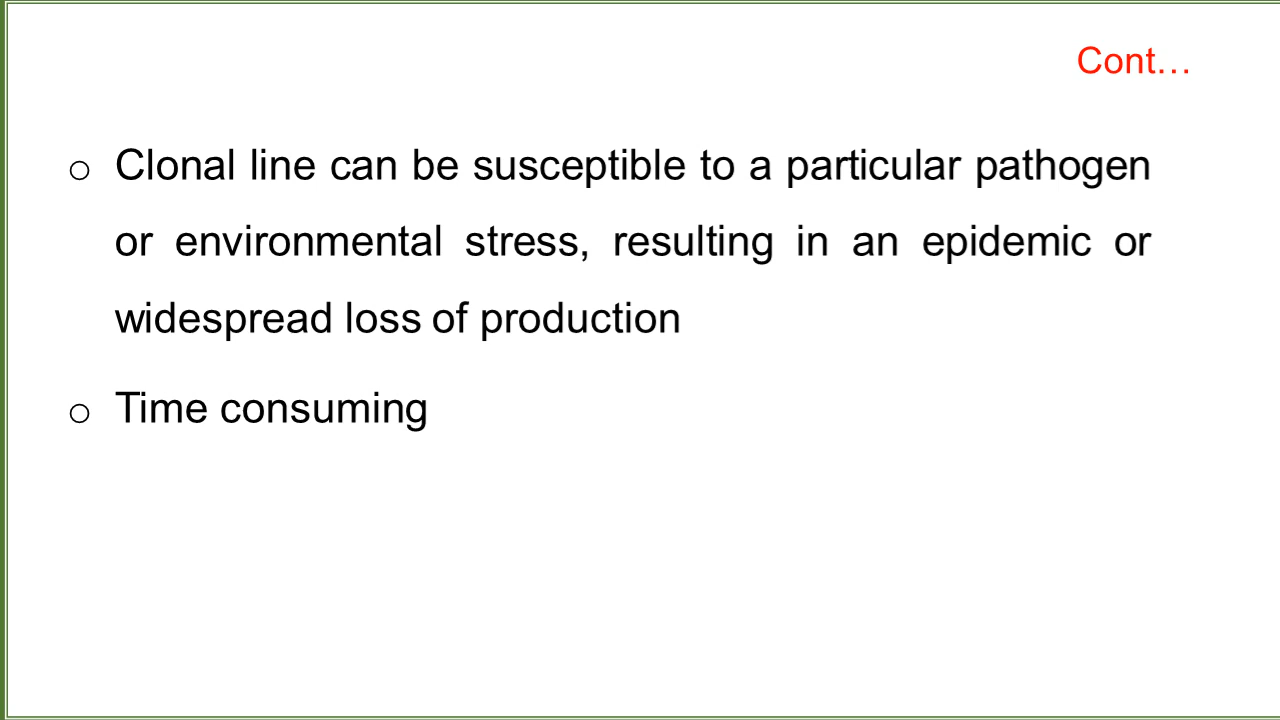 Cont…
o Clonal line can be susceptible to a particular pathogen
or environmental stress, resulting in an epidemic or
widespread loss of production
o Time consuming